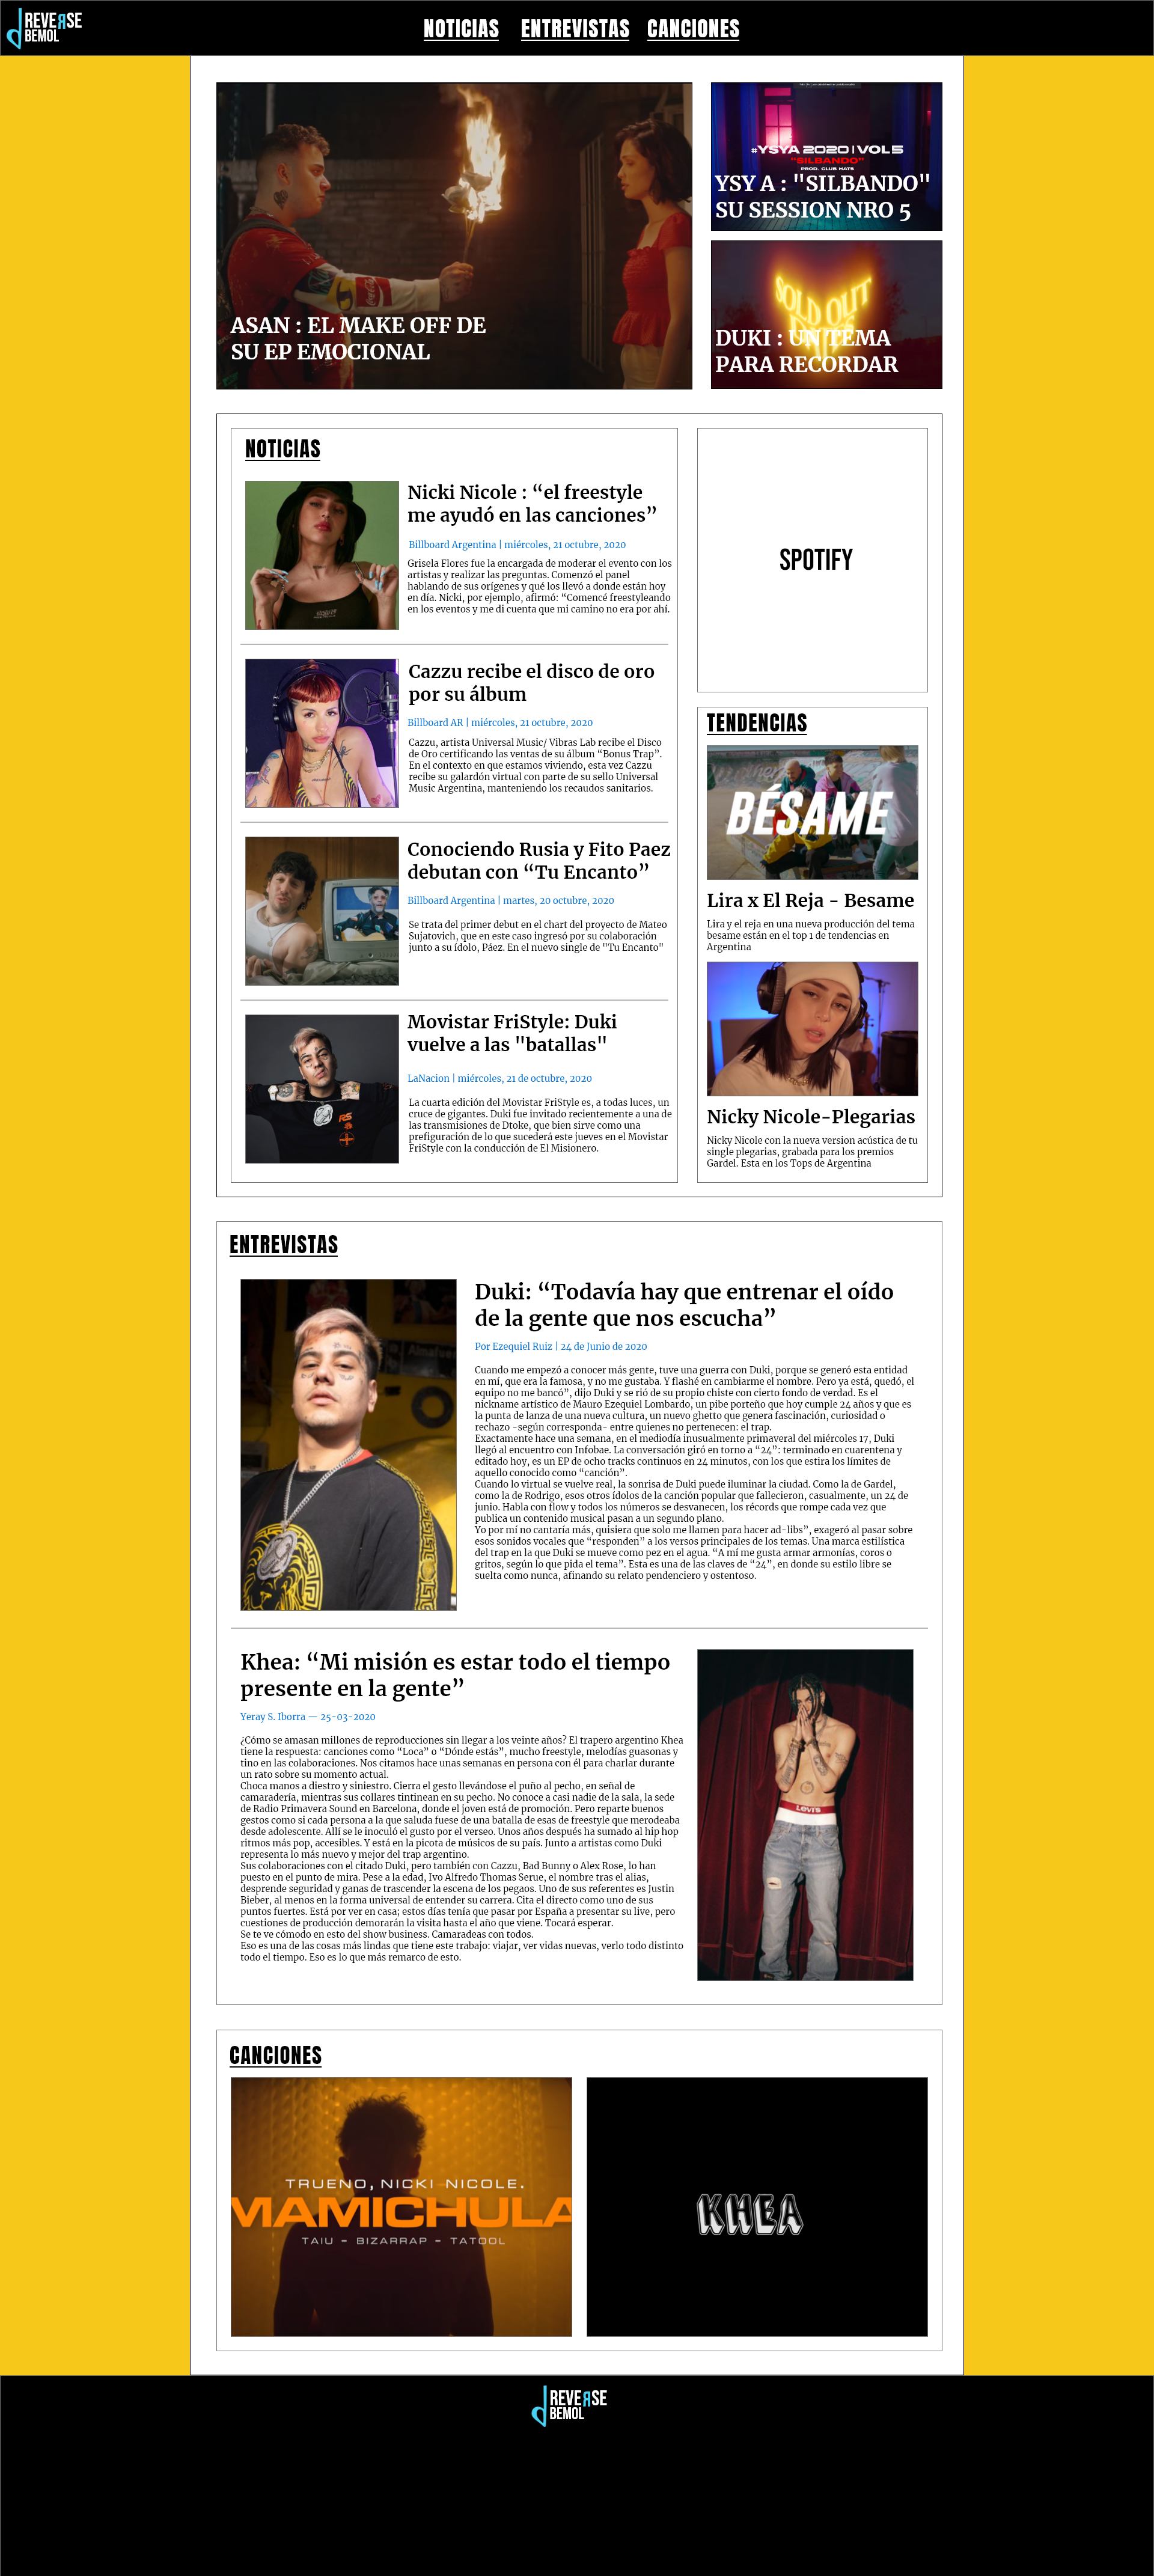 REVERSE
BEMOL
NOTICIAS ENTREVISTAS CANCIONES
ASAN : EL MAKE OFF DE
SU EP EMOCIONAL
#YSYA 2020 | VOL 5
"SILBANDO"
PROD. CLUB HATS
YSY A : "SILBANDO"
SU SESSION NRO 5
SOLD OUT
DUKI : UN TEMA
PARA RECORDAR
NOTICIAS
Nicki Nicole : “el freestyle
me ayudó en las canciones”
Billboard Argentina | miércoles, 21 octubre, 2020
Grisela Flores fue la encargada de moderar el evento con los
artistas y realizar las preguntas. Comenzó el panel
hablando de sus orígenes y qué los llevó a donde están hoy
en día. Nicki, por ejemplo, afirmó: “Comencé freestyleando
en los eventos y me di cuenta que mi camino no era por ahí.
Cazzu recibe el disco de oro
por su álbum
Billboard AR | miércoles, 21 octubre, 2020
Cazzu, artista Universal Music/ Vibras Lab recibe el Disco
de Oro certificando las ventas de su álbum “Bonus Trap”.
En el contexto en que estamos viviendo, esta vez Cazzu
recibe su galardón virtual con parte de su sello Universal
Music Argentina, manteniendo los recaudos sanitarios.
Conociendo Rusia y Fito Paez
debutan con “Tu Encanto”
Billboard Argentina | martes, 20 octubre, 2020
Se trata del primer debut en el chart del proyecto de Mateo
Sujatovich, que en este caso ingresó por su colaboración
junto a su ídolo, Páez. En el nuevo single de "Tu Encanto"
Movistar FriStyle: Duki
vuelve a las "batallas"
LaNacion | miércoles, 21 de octubre, 2020
La cuarta edición del Movistar FriStyle es, a todas luces, un
cruce de gigantes. Duki fue invitado recientemente a una de
las transmisiones de Dtoke, que bien sirve como una
prefiguración de lo que sucederá este jueves en el Movistar
FriStyle con la conducción de El Misionero.
SPOTIFY
TENDENCIAS
BÉSAME
Lira x El Reja - Besame
Lira y el reja en una nueva producción del tema
besame están en el top 1 de tendencias en
Argentina
Nicky Nicole-Plegarias
Nicky Nicole con la nueva version acústica de tu
single plegarias, grabada para los premios
Gardel. Esta en los Tops de Argentina
ENTREVISTAS
Duki: “Todavía hay que entrenar el oído
de la gente que nos escucha”
Por Ezequiel Ruiz | 24 de Junio de 2020
Cuando me empezó a conocer más gente, tuve una guerra con Duki, porque se generó esta entidad
en mí, que era la famosa, y no me gustaba. Y flashé en cambiarme el nombre. Pero ya está, quedó, el
equipo no me bancó”, dijo Duki y se rió de su propio chiste con cierto fondo de verdad. Es el
nickname artístico de Mauro Ezequiel Lombardo, un pibe porteño que hoy cumple 24 años y que es
la punta de lanza de una nueva cultura, un nuevo ghetto que genera fascinación, curiosidad o
rechazo -según corresponda- entre quienes no pertenecen: el trap.
Exactamente hace una semana, en el mediodía inusualmente primaveral del miércoles 17, Duki
llegó al encuentro con Infobae. La conversación giró en torno a “24”: terminado en cuarentena y
editado hoy, es un EP de ocho tracks continuos en 24 minutos, con los que estira los límites de
aquello conocido como “canción”.
Cuando lo virtual se vuelve real, la sonrisa de Duki puede iluminar la ciudad. Como la de Gardel,
como la de Rodrigo, esos otros ídolos de la canción popular que fallecieron, casualmente, un 24 de
junio. Habla con flow y todos los números se desvanecen, los récords que rompe cada vez que
publica un contenido musical pasan a un segundo plano.
Yo por mí no cantaría más, quisiera que solo me llamen para hacer ad-libs”, exageró al pasar sobre
esos sonidos vocales que “responden” a los versos principales de los temas. Una marca estilística
del trap en la que Duki se mueve como pez en el agua. “A mí me gusta armar armonías, coros o
gritos, según lo que pida el tema”. Esta es una de las claves de “24”, en donde su estilo libre se
suelta como nunca, afinando su relato pendenciero y ostentoso.
Khea: “Mi misión es estar todo el tiempo
presente en la gente”
Yeray S. Iborra — 25-03-2020
¿Cómo se amasan millones de reproducciones sin llegar a los veinte años? El trapero argentino Khea
tiene la respuesta: canciones como “Loca” o “Dónde estás”, mucho freestyle, melodías guasonas y
tino en las colaboraciones. Nos citamos hace unas semanas en persona con él para charlar durante
un rato sobre su momento actual.
Choca manos a diestro y siniestro. Cierra el gesto llevándose el puño al pecho, en señal de
camaradería, mientras sus collares tintinean en su pecho. No conoce a casi nadie de la sala, la sede
de Radio Primavera Sound en Barcelona, donde el joven está de promoción. Pero reparte buenos
gestos como si cada persona a la que saluda fuese de una batalla de esas de freestyle que merodeaba
desde adolescente. Allí se le inoculó el gusto por el verseo. Unos años después ha sumado al hip hop
ritmos más pop, accesibles. Y está en la picota de músicos de su país. Junto a artistas como Duki
representa lo más nuevo y mejor del trap argentino.
Sus colaboraciones con el citado Duki, pero también con Cazzu, Bad Bunny o Alex Rose, lo han
puesto en el punto de mira. Pese a la edad, Ivo Alfredo Thomas Serue, el nombre tras el alias,
desprende seguridad y ganas de trascender la escena de los pegaos. Uno de sus referentes es Justin
Bieber, al menos en la forma universal de entender su carrera. Cita el directo como uno de sus
puntos fuertes. Está por ver en casa; estos días tenía que pasar por España a presentar su live, pero
cuestiones de producción demorarán la visita hasta el año que viene. Tocará esperar.
Se te ve cómodo en esto del show business. Camaradeas con todos.
Eso es una de las cosas más lindas que tiene este trabajo: viajar, ver vidas nuevas, verlo todo distinto
todo el tiempo. Eso es lo que más remarco de esto.
Levi's
CANCIONES
TRUENO, NICKI NICOLE.
MAMICHULA
TAIU - BIZARRAP - TATOOL
KHEA
REVERSE
BEMOL